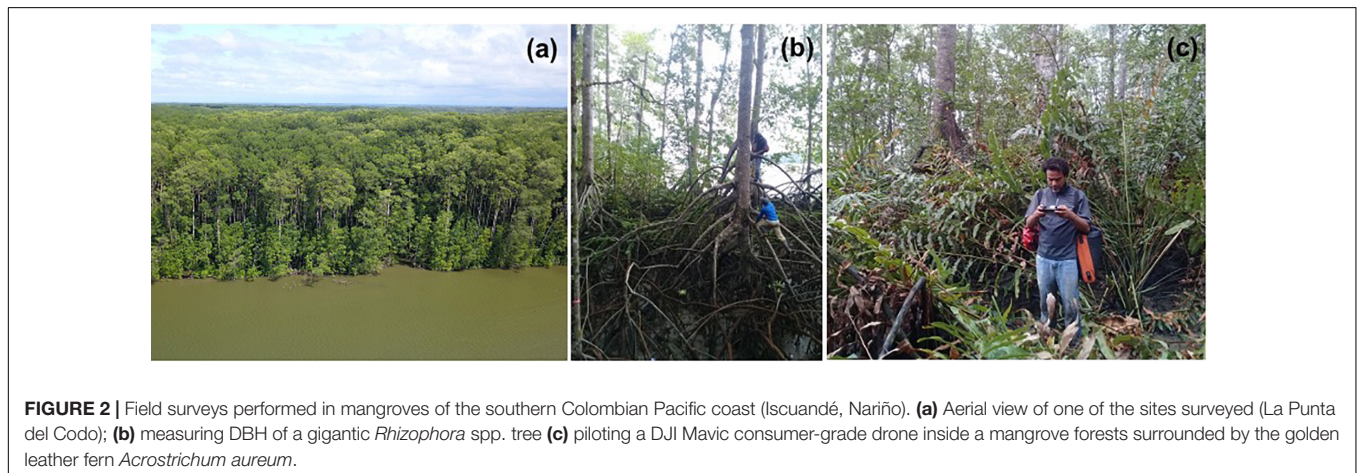 (a)
(b)
(c)
FIGURE 2 | Field surveys performed in mangroves of the southern Colombian Pacific coast (Iscuandé, Nariño). (a) Aerial view of one of the sites surveyed (La Punta
del Codo); (b) measuring DBH of a gigantic Rhizophora spp. tree (c) piloting a DJI Mavic consumer-grade drone inside a mangrove forests surrounded by the golden
leather fern Acrostrichum aureum.